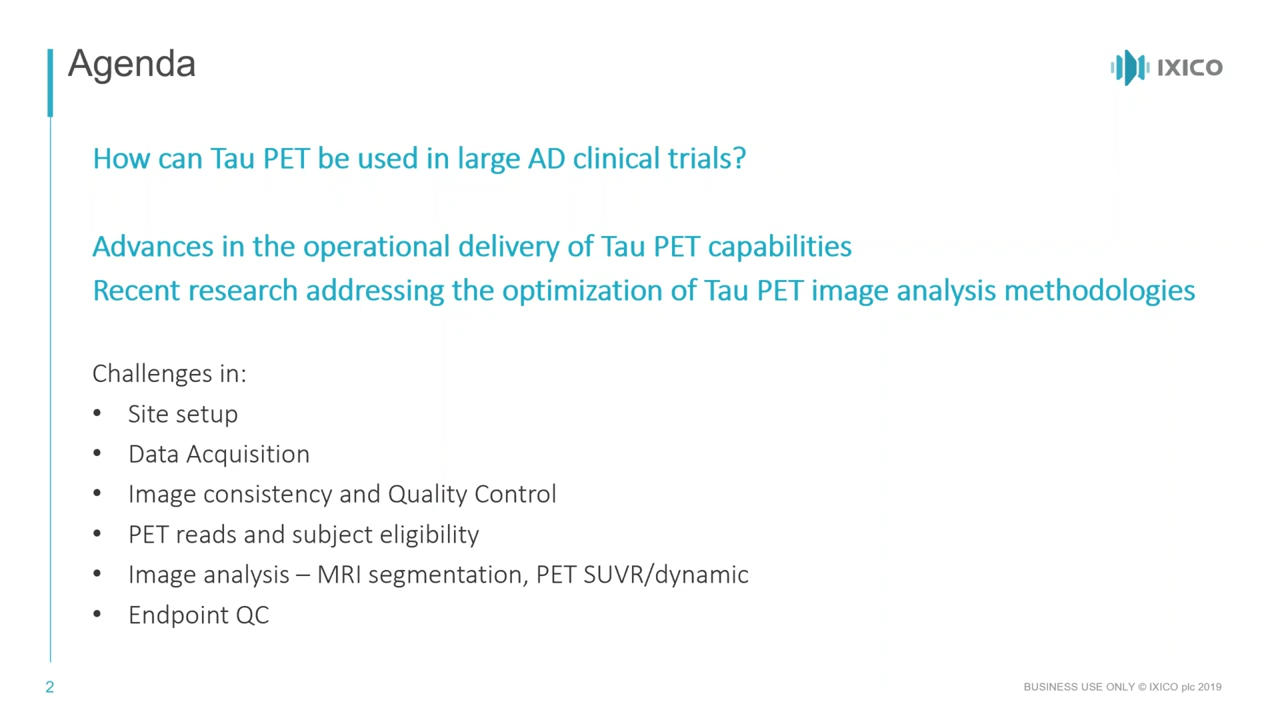 Agenda
IXICO
How can Tau PET be used in large AD clinical trials?
Advances in the operational delivery of Tau PET capabilities
Recent research addressing the optimization of Tau PET image analysis methodologies
Challenges in:
• Site setup
• Data Acquisition
• Image consistency and Quality Control
• PET reads and subject eligibility
• Image analysis – MRI segmentation, PET SUVR/dynamic
• Endpoint QC
2
BUSINESS USE ONLY © IXICO plc 2019